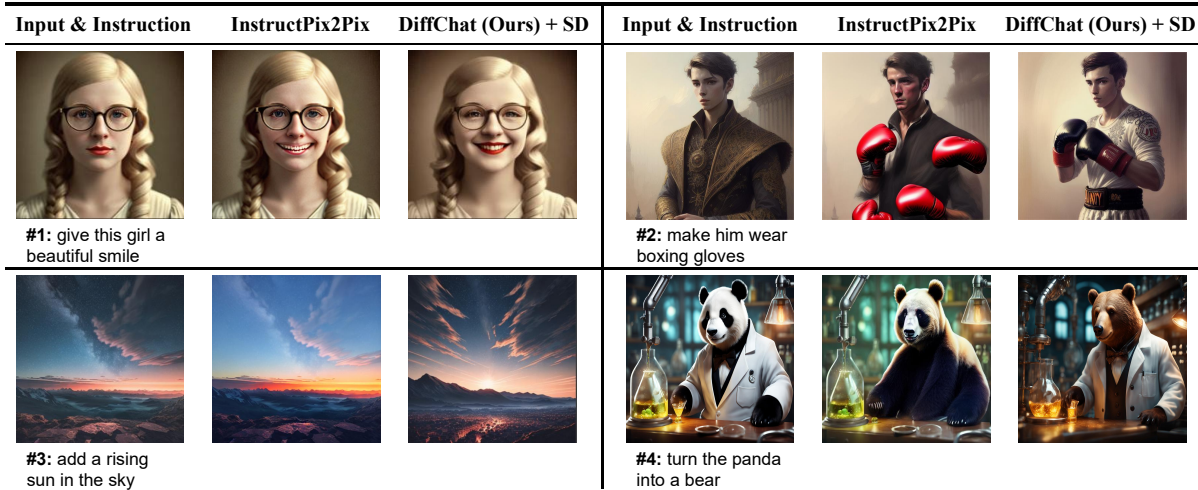 Input & Instruction InstructPix2Pix DiffChat (Ours) + SD
Input & Instruction InstructPix2Pix DiffChat (Ours) + SD
#1: give this girl a
beautiful smile
#2: make him wear
boxing gloves
#3: add a rising
sun in the sky
#4: turn the panda
into a bear